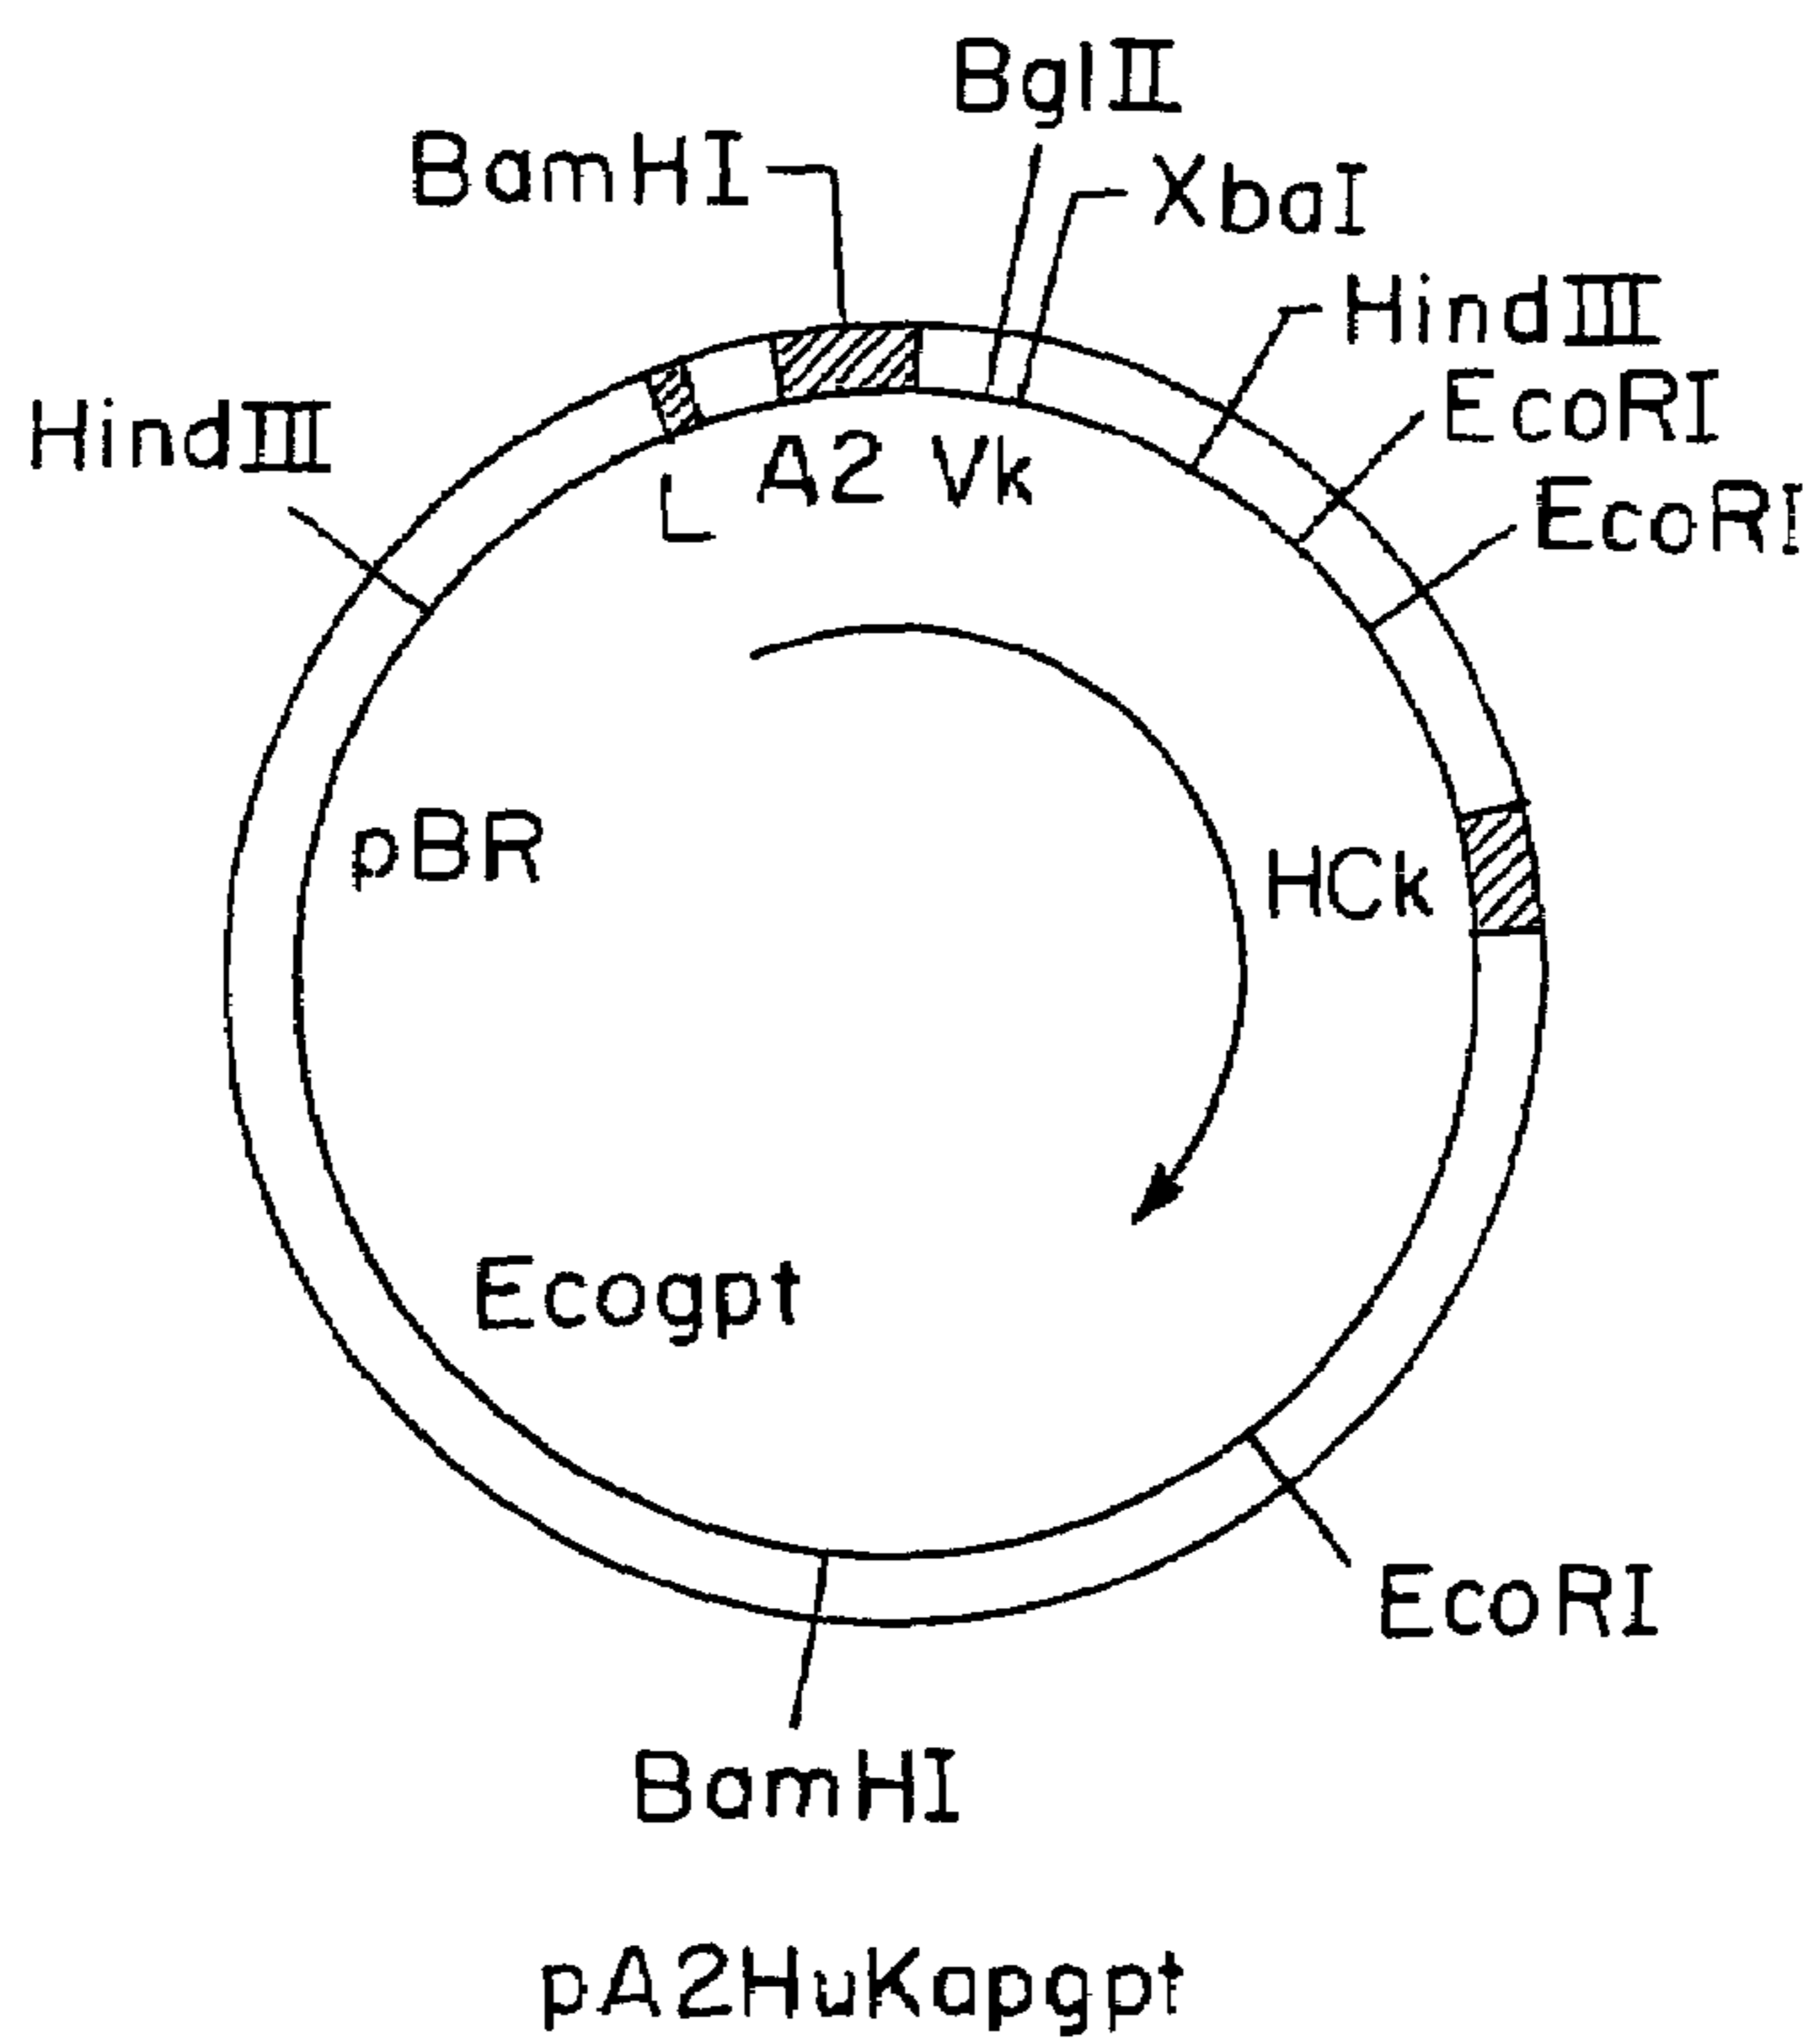 BglII
BamHI
XbaI
HindIII
EcoRI
HindIII
A2 Vk
EcoRI
L
pBR
HCk
Ecogpt
EcoRI
BamHI
pA2HuKapgpt